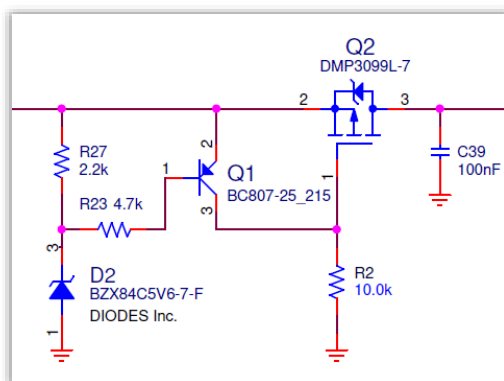 Q2
DMP3099L-7
2
3
R27
2.2k
2
1
Q1
1
C39
100nF
R23 4.7k
BC807-25_215
3
3
D2
R2
BZX84C5V6-7-F
10.0k
DIODES Inc.
1